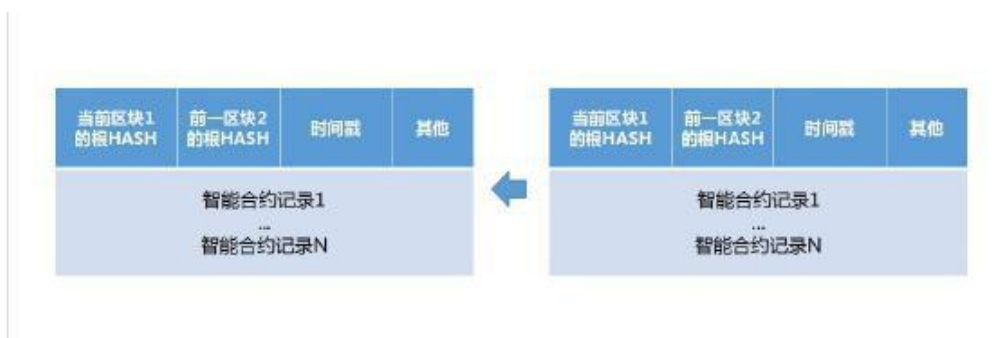 当前区块1
的根HASH
前一区块2
的根HASH
时间戳
其他
智能合约记录1
...
智能合约记录N
当前区块1
的根HASH
前一区块2
的根HASH
时间戳
其他
智能合约记录1
...
智能合约记录N